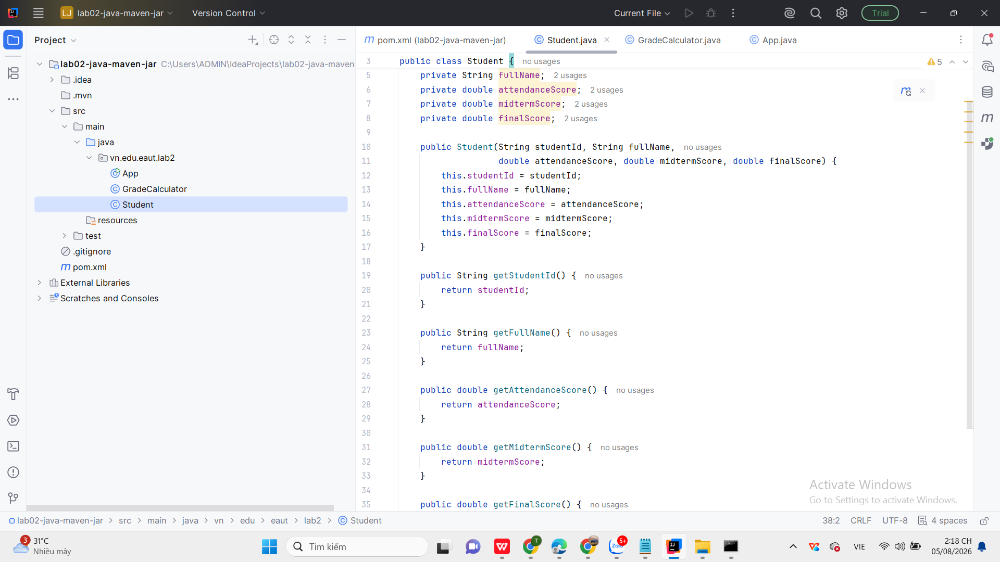 LJ lab02-java-maven-jar Version Control Current File Trial
Project
pom.xml (lab02-java-maven-jar) Student.java GradeCalculator.java App.java
lab02-java-maven-jar C:\Users\ADMIN\IdeaProjects\lab02-java-maven
.idea
.mvn
src
main
java
vn.edu.eaut.lab2
App
GradeCalculator
Student
resources
test
.gitignore
m pom.xml
External Libraries
Scratches and Consoles
3 public class Student { no usages
5
5 private String fullName; 2 usages
6 private double attendanceScore; 2 usages
7 private double midtermScore; 2 usages
8 private double finalScore; 2 usages
9
10 public Student(String studentId, String fullName, no usages
11 double attendanceScore, double midtermScore, double finalScore) {
12 this.studentId = studentId;
13 this.fullName = fullName;
14 this.attendanceScore = attendanceScore;
15 this.midtermScore = midtermScore;
16 this.finalScore = finalScore;
17 }
18
19 public String getStudentId() { no usages
20 return studentId;
21 }
22
23 public String getFullName() { no usages
24 return fullName;
25 }
26
27 public double getAttendanceScore() { no usages
28 return attendanceScore;
29 }
30
31 public double getMidtermScore() { no usages
32 return midtermScore;
33 }
34
35 public double getFinalScore() { no usages
Activate Windows
Go to Settings to activate Windows.
lab02-java-maven-jar > src > main > java > vn > edu > eaut > lab2 > Student
38:2 CRLF UTF-8 4 spaces
3
31°C
Nhiều mây
Tìm kiếm
T
Zalo
5+
VIE
2:18 CH
05/08/2026